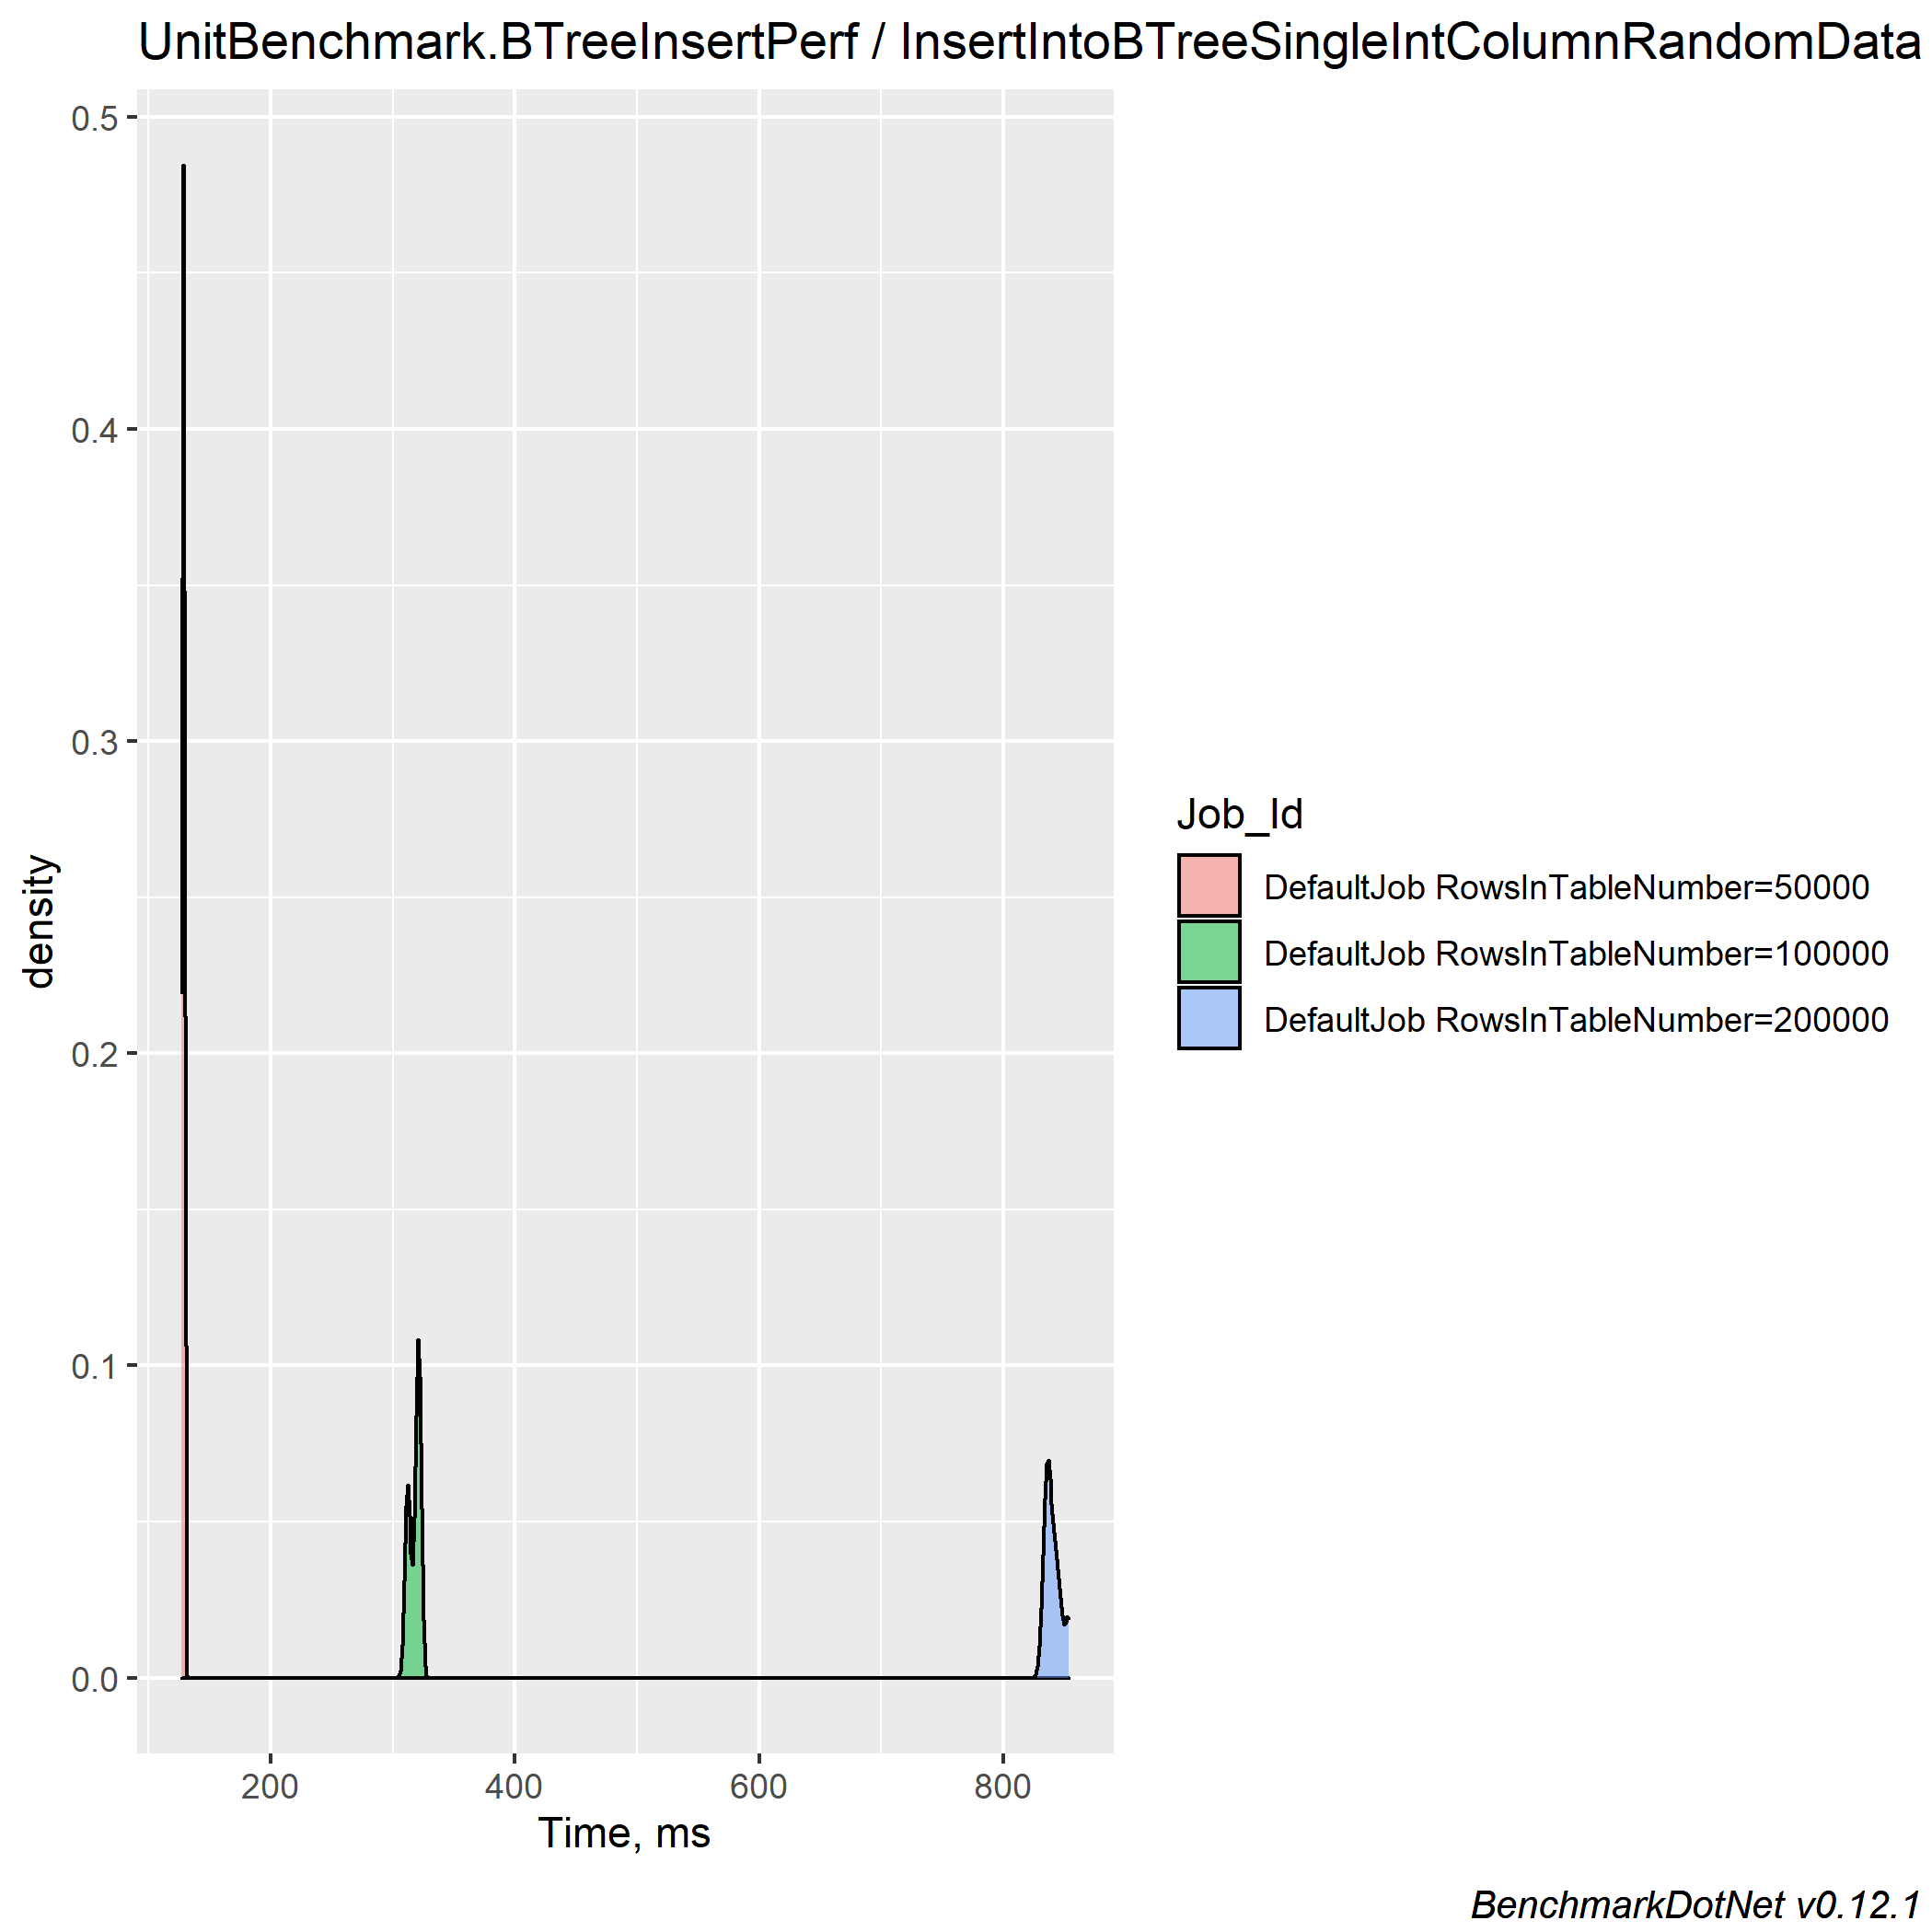 UnitBenchmark.BTreeInsertPerf / InsertIntoBTreeSingleIntColumnRandomData
0.5
0.4
0.3
0.2
0.1
0.0
density
200 400 600 800
Time, ms
Job_Id
DefaultJob RowsInTableNumber=50000
DefaultJob RowsInTableNumber=100000
DefaultJob RowsInTableNumber=200000
BenchmarkDotNet v0.12.1